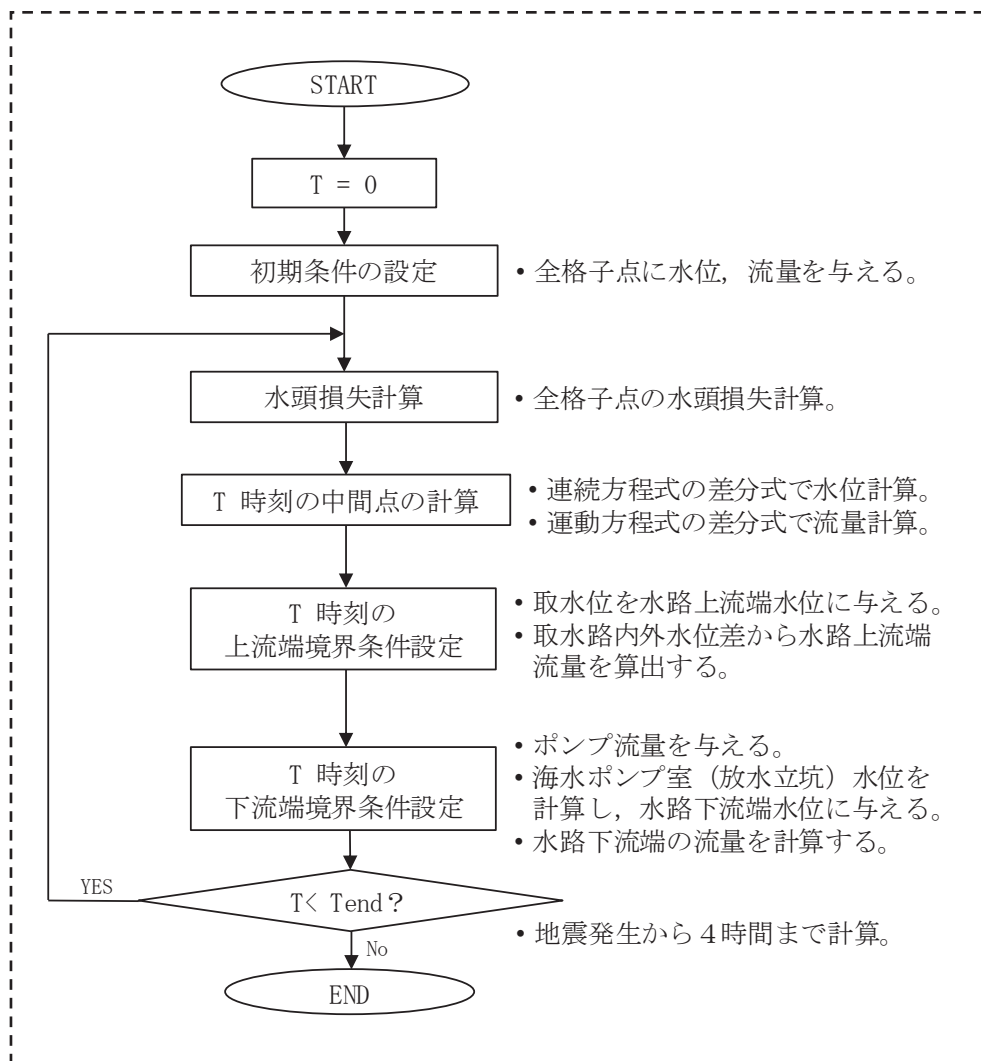 START
T = 0
初期条件の設定
・全格子点に水位，流量を与える。
水頭損失計算
・全格子点の水頭損失計算。
T 時刻の中間点の計算
・連続方程式の差分式で水位計算。
・運動方程式の差分式で流量計算。
T 時刻の
上流端境界条件設定
・取水位を水路上流端水位に与える。
・取水路内外水位差から水路上流端
流量を算出する。
T 時刻の
下流端境界条件設定
・ポンプ流量を与える。
・海水ポンプ室（放水立坑）水位を
計算し，水路下流端水位に与える。
・水路下流端の流量を計算する。
YES
T< Tend？
・地震発生から４時間まで計算。
No
END